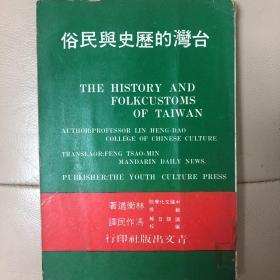 俗民與史歷的灣台
THE HISTORY AND
FOLKCUSTOMS
OF TAIWAN
AUTHOR:PROFESSOR LIN HENG-DAO
COLLEGE OF CHINESE CULTURE
TRANSLAOR:FENG TSAO-MIN
MANDARIN DAILY NEWS.
PUBLISHER:THE YOUTH CULTURE PRESS
著道衡林
譯民作馮
行印社版出文青